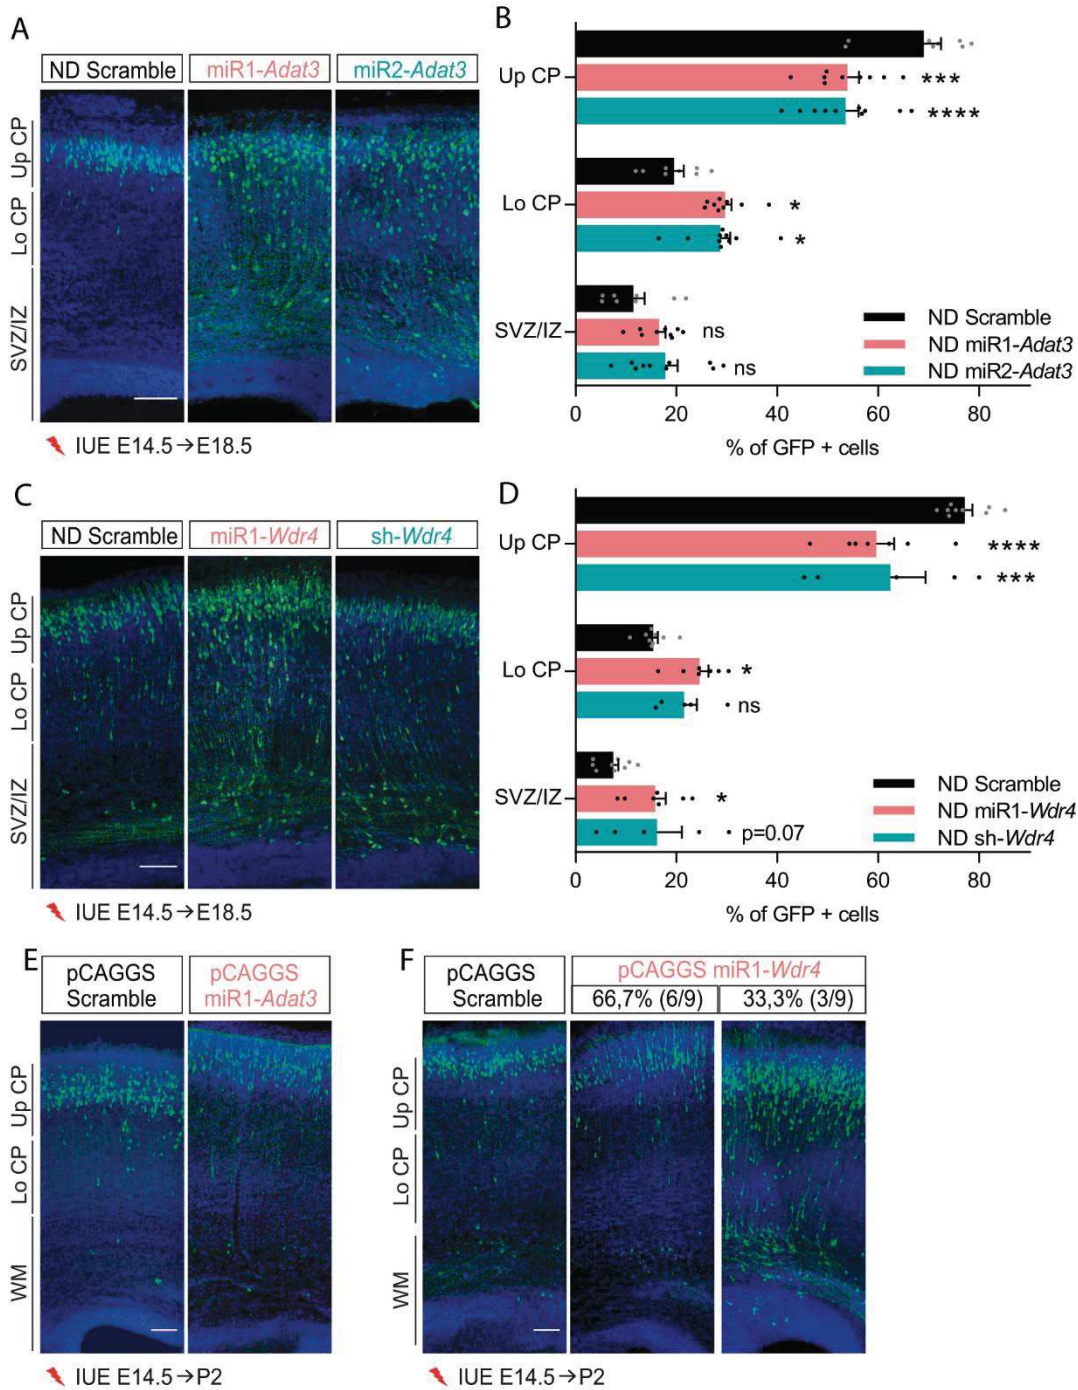 A
ND Scramble
miR1-Adat3
miR2-Adat3
Up CP
Lo CP
SVZ/IZ
IUE E14.5→E18.5
B
Up CP
***
****
Lo CP
*
*
SVZ/IZ
ns
ns
ND Scramble
ND miR1-Adat3
ND miR2-Adat3
0 20 40 60 80
% of GFP + cells
C
ND Scramble
miR1-Wdr4
sh-Wdr4
Up CP
Lo CP
SVZ/IZ
IUE E14.5→E18.5
D
Up CP
****
***
Lo CP
*
ns
SVZ/IZ
*
p=0.07
ND Scramble
ND miR1-Wdr4
ND sh-Wdr4
0 20 40 60 80
% of GFP + cells
E
pCAGGS
Scramble
pCAGGS
miR1-Adat3
Up CP
Lo CP
WM
IUE E14.5→P2
F
pCAGGS
Scramble
pCAGGS miR1-Wdr4
66,7% (6/9)
33,3% (3/9)
Up CP
Lo CP
WM
IUE E14.5→P2